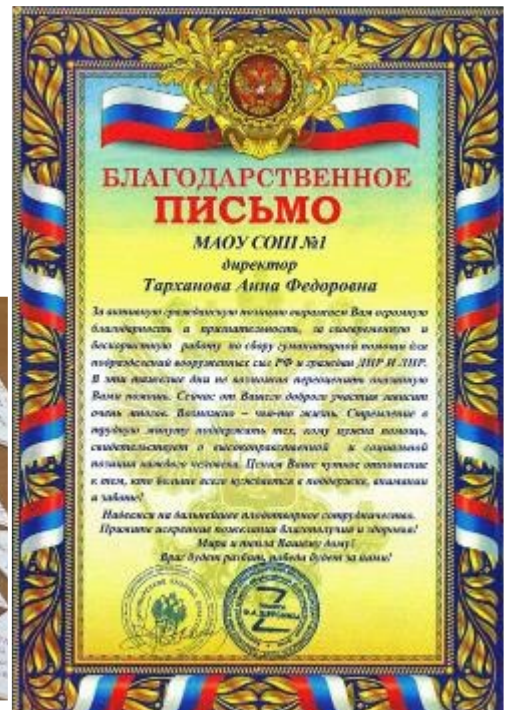 БЛАГОДАРСТВЕННОЕ
ПИСЬМО
МАОУ СОШ №1
директор
Тарханова Анна Федоровна
За активную гражданскую позицию выражаем Вам огромную
благодарность и признательность, за своевременную и
бескорыстную работу по сбору гуманитарной помощи для
подразделений вооруженных сил РФ и граждан ДНР И ЛНР.
В эти тяжелые дни не возможно переоценить оказанную
Вами помощь. Сейчас от Вашего доброго участия зависит
очень многое. Возможно – чья-то жизнь. Стремление в
трудную минуту поддержать тех, кому нужна помощь,
свидетельствует о высоконравственной и социальной
позиции каждого человека. Ценим Ваше чуткое отношение
к тем, кто больше всего нуждается в поддержке, внимании
и заботе!
Надеемся на дальнейшее плодотворное сотрудничество.
Примите искренние пожелания благополучия и здоровья!
Мира и тепла Вашему дому!
Враг будет разбит, победа будет за нами!
Z